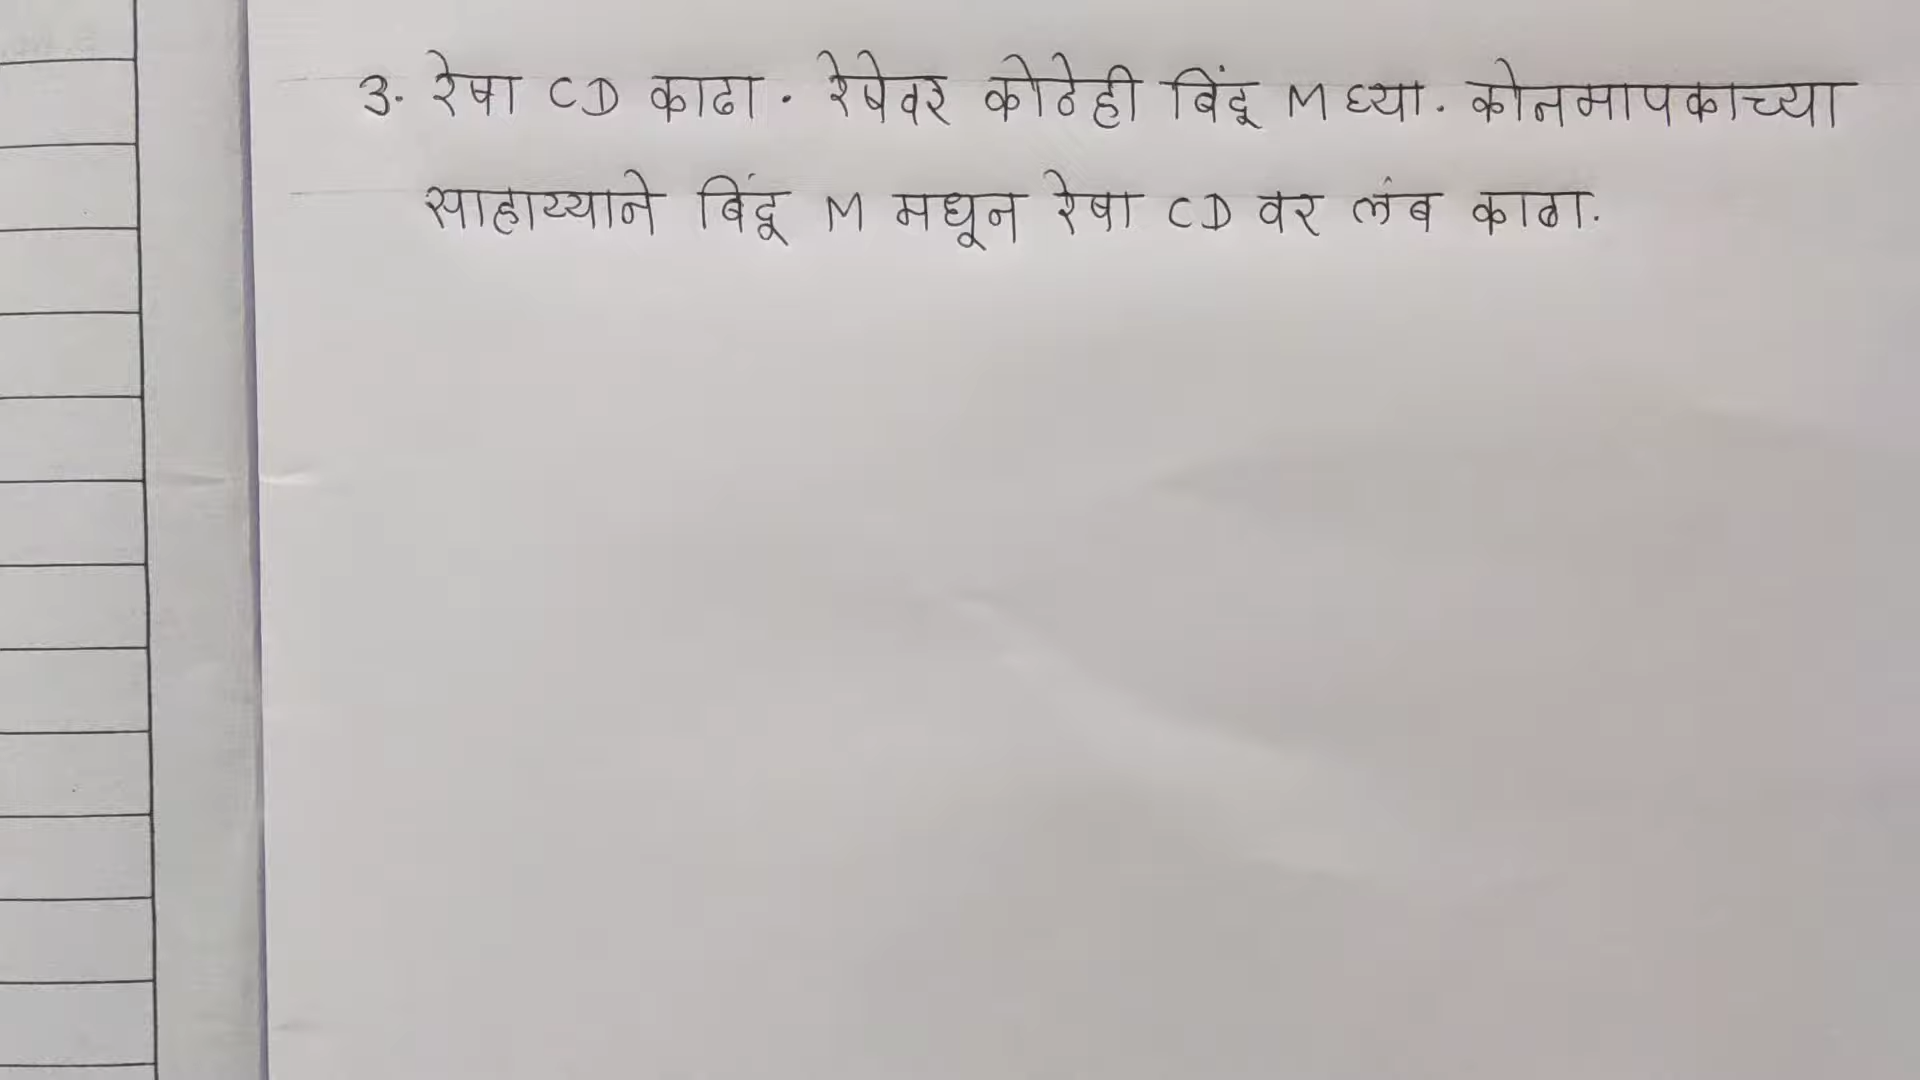 3. रेषा CD काढा. रेषेवर कोठेही बिंदू M घ्या. कोनमापकाच्या
साहाय्याने बिंदू M मधून रेषा CD वर लंब काढा.